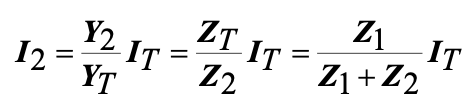 I₂ = Y₂/Y_T I_T = Z_T/Z₂ I_T = Z₁/(Z₁ + Z₂) I_T